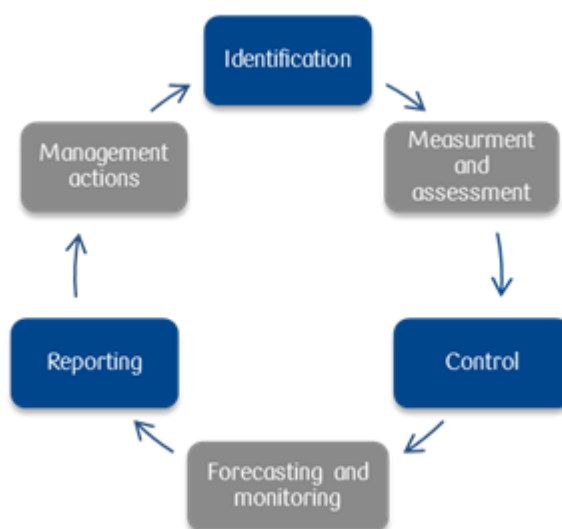 Identification
Measurment
and
assessment
Control
Forecasting and
monitoring
Reporting
Management
actions